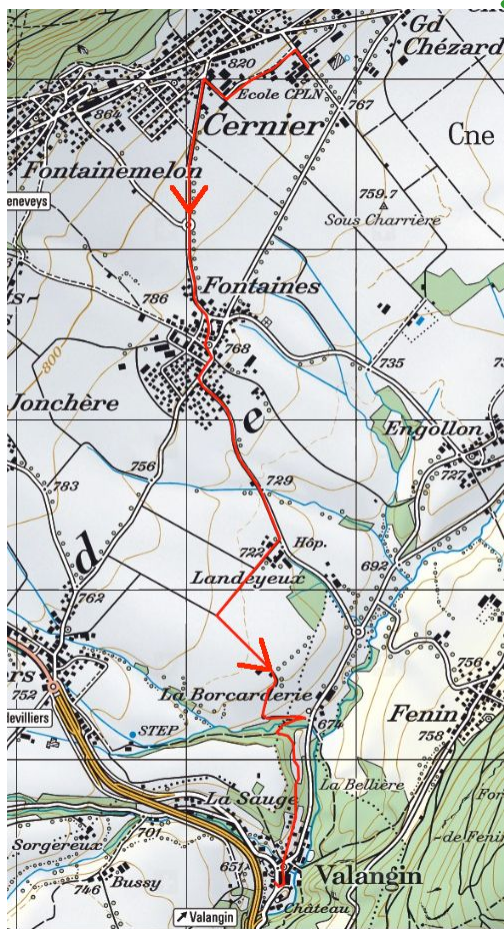 Gd
Chézard
820
Ecole CPLN
767
864
Cernier
Cne
Fontainemelon
759.7
Sous Charrière
eneveys
786
Fontaines
800
768
735
Jonchère
e
Engollon
756
727
783
729
d
722
Hôp.
692
Landeyeux
762
756
La Borcarderie
rs
752
674
Fenin
levilliers
STEP
758
La Bellière
La Sauge
For
-de Fenin
701
Sorgereux
651
746
Bussy
Valangin
Château
Valangin